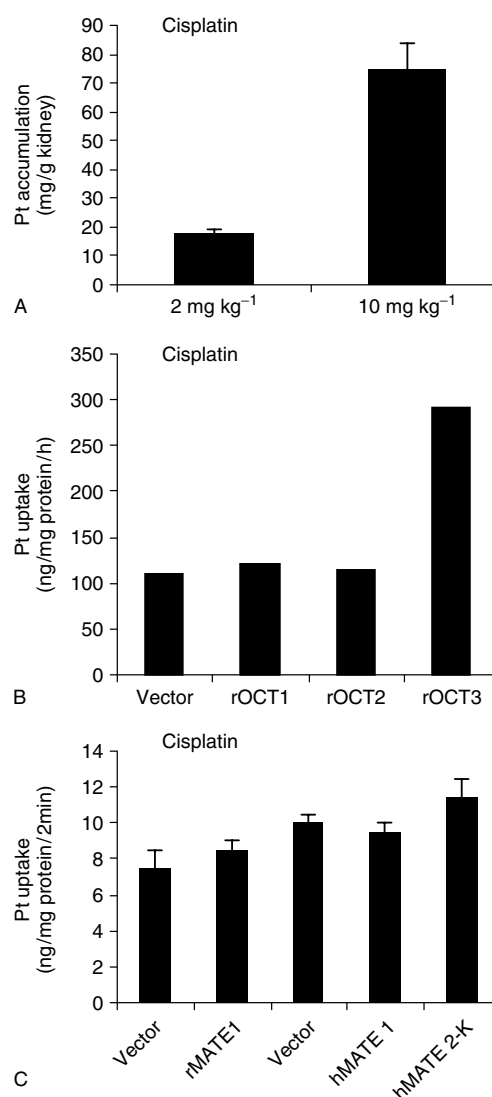 Cisplatin
Pt accumulation
(mg/g kidney)
90
80
70
60
50
40
30
20
10
0
2 mg kg⁻¹
10 mg kg⁻¹
A
Cisplatin
Pt uptake
(ng/mg protein/h)
350
300
250
200
150
100
50
0
Vector
rOCT1
rOCT2
rOCT3
B
Cisplatin
Pt uptake
(ng/mg protein/2min)
14
12
10
8
6
4
2
0
Vector
rMATE1
Vector
hMATE 1
hMATE 2-K
C